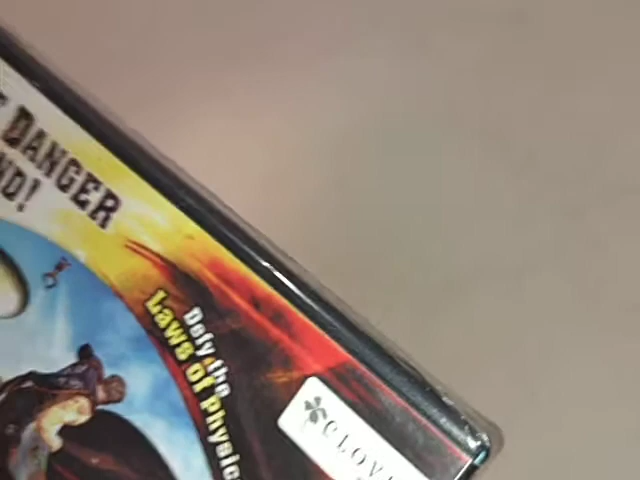 DANGER
ND!
Defy the
Laws of Physic
CLOV